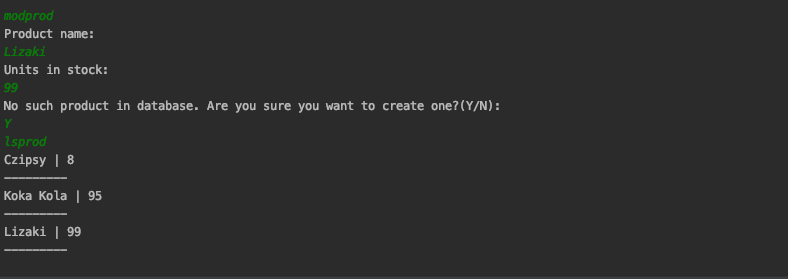 modprod
Product name:
Lizaki
Units in stock:
99
No such product in database. Are you sure you want to create one?(Y/N):
Y
lsprod
Czipsy | 8
---------
Koka Kola | 95
---------
Lizaki | 99
---------